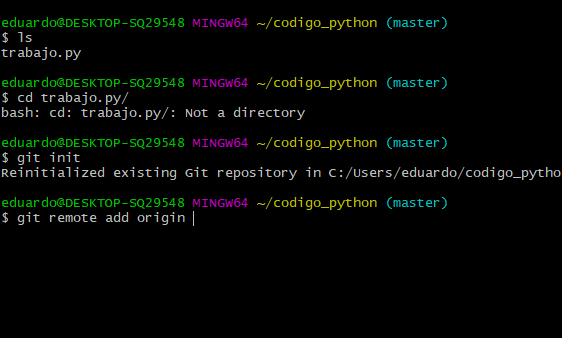 eduardo@DESKTOP-SQ29548 MINGW64 ~/codigo_python (master)
$ ls
trabajo.py
eduardo@DESKTOP-SQ29548 MINGW64 ~/codigo_python (master)
$ cd trabajo.py/
bash: cd: trabajo.py/: Not a directory
eduardo@DESKTOP-SQ29548 MINGW64 ~/codigo_python (master)
$ git init
Reinitialized existing Git repository in C:/Users/eduardo/codigo_pytho
eduardo@DESKTOP-SQ29548 MINGW64 ~/codigo_python (master)
$ git remote add origin